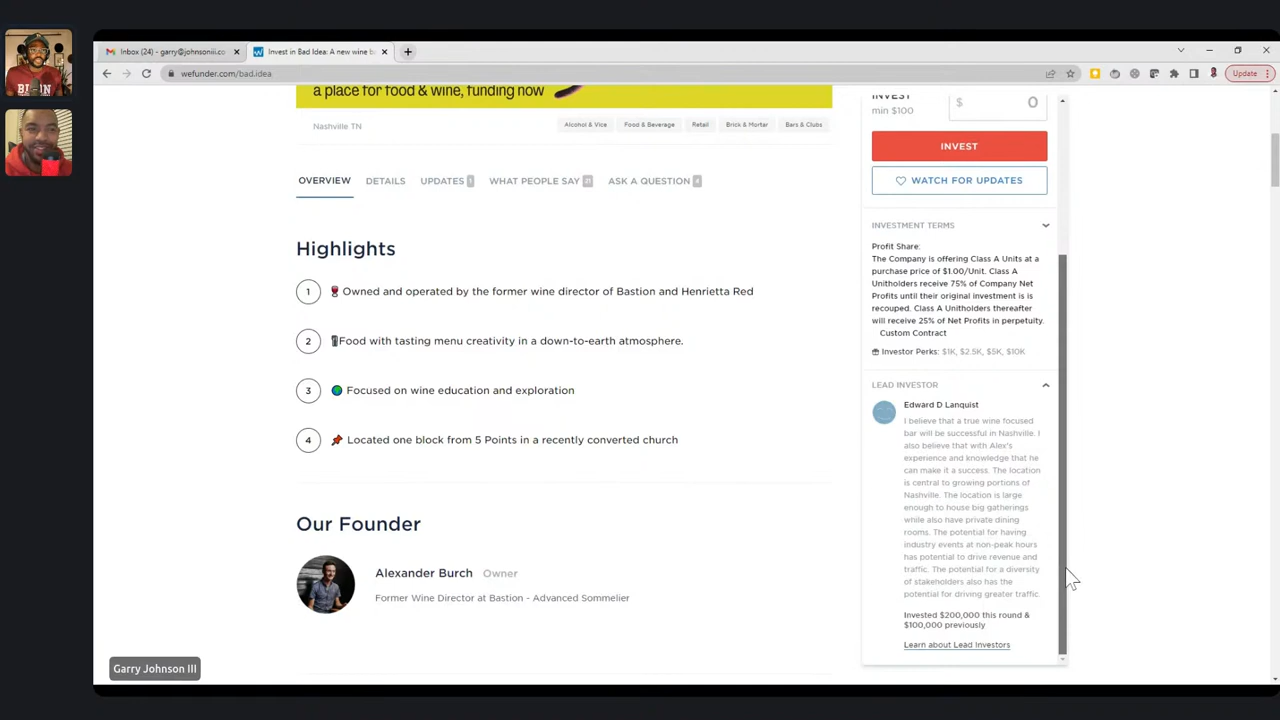 Inbox (24) - garry@johnsoniii.co
Invest in Bad Idea: A new wine b
wefunder.com/bad.idea
Update
a place for food & wine, funding now
Nashville TN
Alcohol & Vice
Food & Beverage
Retail
Brick & Mortar
Bars & Clubs
OVERVIEW
DETAILS
UPDATES 1
WHAT PEOPLE SAY
ASK A QUESTION
Highlights
1 Owned and operated by the former wine director of Bastion and Henrietta Red
2 Food with tasting menu creativity in a down-to-earth atmosphere.
3 Focused on wine education and exploration
4 Located one block from 5 Points in a recently converted church
Our Founder
Alexander Burch Owner
Former Wine Director at Bastion - Advanced Sommelier
INVEST
min $100
$ 0
INVEST
WATCH FOR UPDATES
INVESTMENT TERMS
Profit Share:
The Company is offering Class A Units at a
purchase price of $1.00/Unit. Class A
Unitholders receive 75% of Company Net
Profits until their original investment is is
recouped. Class A Unitholders thereafter
will receive 25% of Net Profits in perpetuity.
Custom Contract
Investor Perks: $1K, $2.5K, $5K, $10K
LEAD INVESTOR
Edward D Lanquist
I believe that a true wine focused
bar will be successful in Nashville. I
also believe that with Alex's
experience and knowledge that he
can make it a success. The location
is central to growing portions of
Nashville. The location is large
enough to house big gatherings
while also have private dining
rooms. The potential for having
industry events at non-peak hours
has potential to drive revenue and
traffic. The potential for a diversity
of stakeholders also has the
potential for driving greater traffic.
Invested $200,000 this round &
$100,000 previously
Learn about Lead Investors
Garry Johnson III